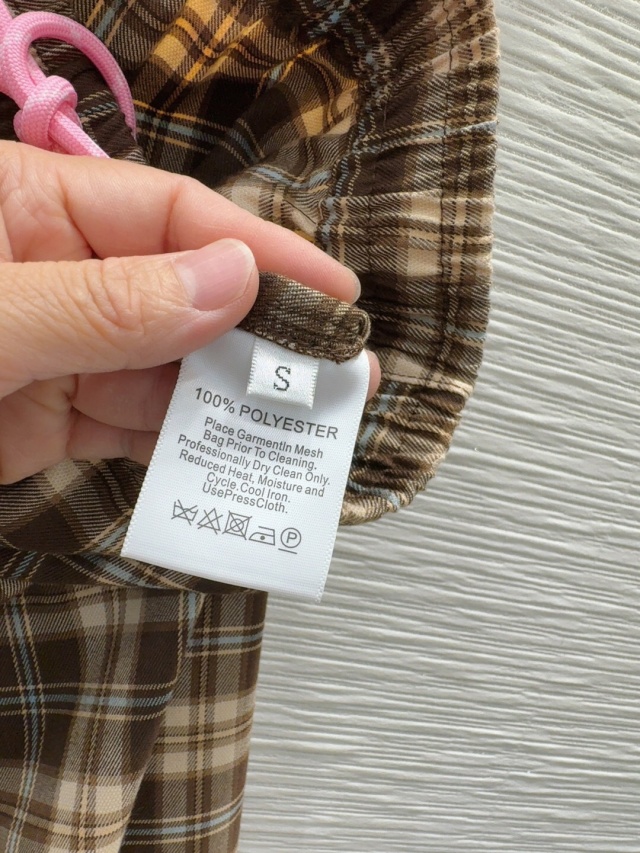 S
100% POLYESTER
Place GarmentIn Mesh
Bag Prior To Cleaning.
Professionally Dry Clean Only.
Reduced Heat, Moisture and
Cycle. Cool Iron.
UsePressCloth.
P